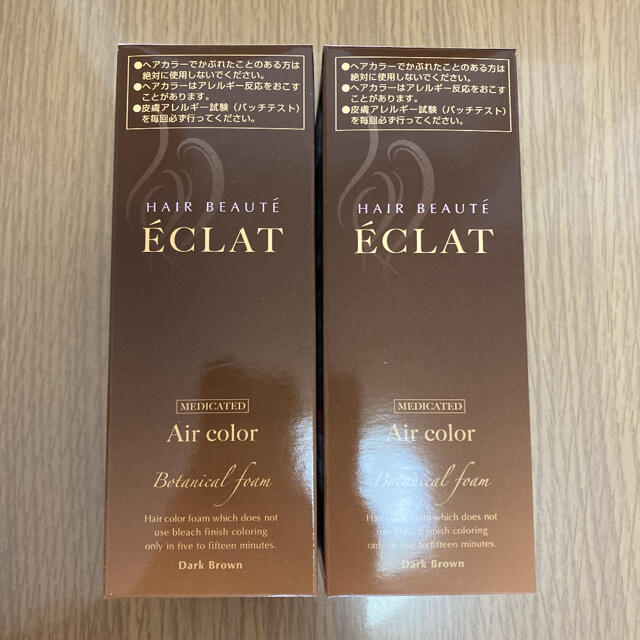 ●ヘアカラーでかぶれたことのある方は
絶対に使用しないでください。
●ヘアカラーはアレルギー反応をおこす
ことがあります。
●皮膚アレルギー試験（パッチテスト）
を毎回必ず行ってください。
HAIR BEAUTÉ
ÉCLAT
MEDICATED
Air color
Botanical foam
Hair color foam which does not
use bleach finish coloring
only in five to fifteen minutes.
Dark Brown
●ヘアカラーでかぶれたことのある方は
絶対に使用しないでください。
●ヘアカラーはアレルギー反応をおこす
ことがあります。
●皮膚アレルギー試験（パッチテスト）
を毎回必ず行ってください。
HAIR BEAUTÉ
ÉCLAT
MEDICATED
Air color
Botanical foam
Hair color foam which does not
use bleach finish coloring
only in five to fifteen minutes.
Dark Brown